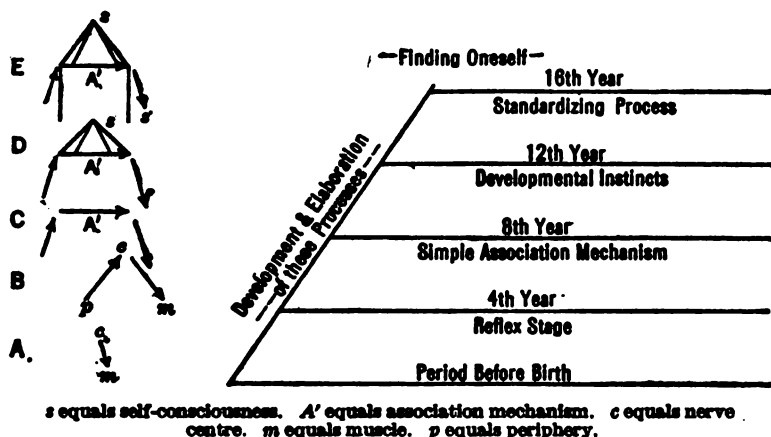 s
E
A'
s'
—Finding Oneself—
16th Year
Standardizing Process
D
s
A'
12th Year
Developmental Instincts
C
A'
8th Year
Simple Association Mechanism
Development & Elaboration
of these Processes
B
c
p
m
4th Year
Reflex Stage
A.
c
m
Period Before Birth
s equals self-consciousness. A' equals association mechanism. c equals nerve
centre. m equals muscle. p equals periphery.